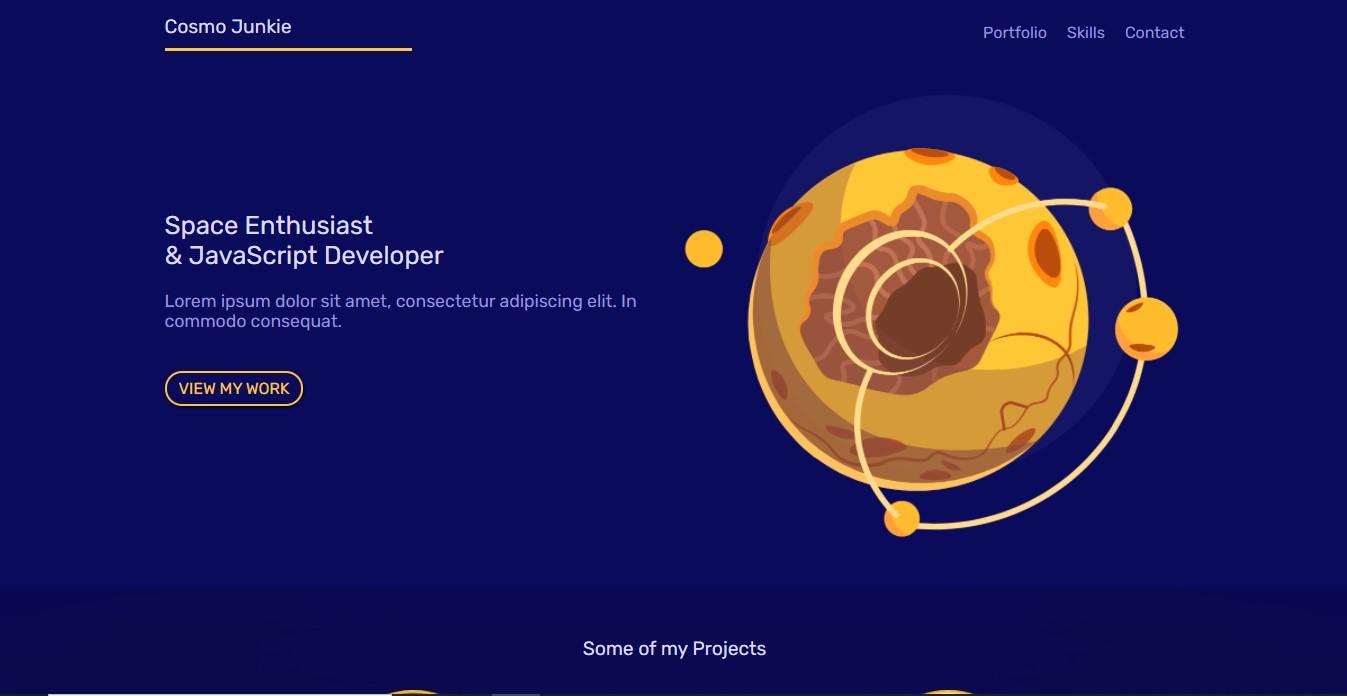 Cosmo Junkie
Portfolio Skills Contact
Space Enthusiast
& JavaScript Developer
Lorem ipsum dolor sit amet, consectetur adipiscing elit. In
commodo consequat.
VIEW MY WORK
Some of my Projects